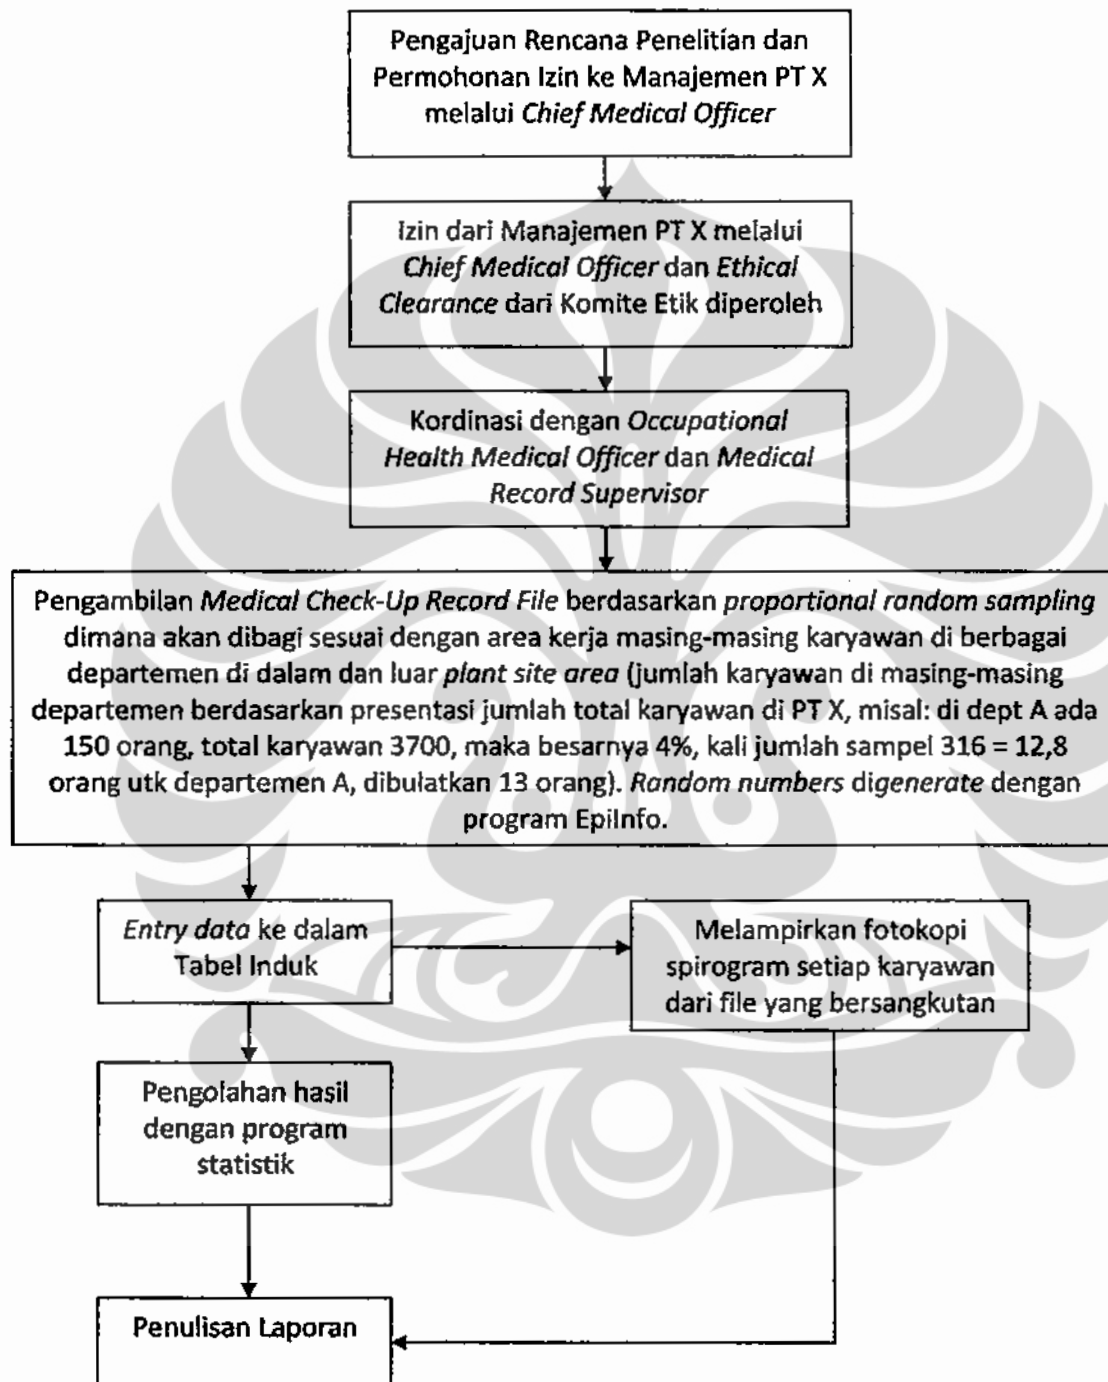 Pengajuan Rencana Penelitian dan
Permohonan Izin ke Manajemen PT X
melalui Chief Medical Officer
Izin dari Manajemen PT X melalui
Chief Medical Officer dan Ethical
Clearance dari Komite Etik diperoleh
Kordinasi dengan Occupational
Health Medical Officer dan Medical
Record Supervisor
Pengambilan Medical Check-Up Record File berdasarkan proportional random sampling
dimana akan dibagi sesuai dengan area kerja masing-masing karyawan di berbagai
departemen di dalam dan luar plant site area (jumlah karyawan di masing-masing
departemen berdasarkan presentasi jumlah total karyawan di PT X, misal: di dept A ada
150 orang, total karyawan 3700, maka besarnya 4%, kali jumlah sampel 316 = 12,8
orang utk departemen A, dibulatkan 13 orang). Random numbers digenerate dengan
program EpiInfo.
Entry data ke dalam
Tabel Induk
Melampirkan fotokopi
spirogram setiap karyawan
dari file yang bersangkutan
Pengolahan hasil
dengan program
statistik
Penulisan Laporan